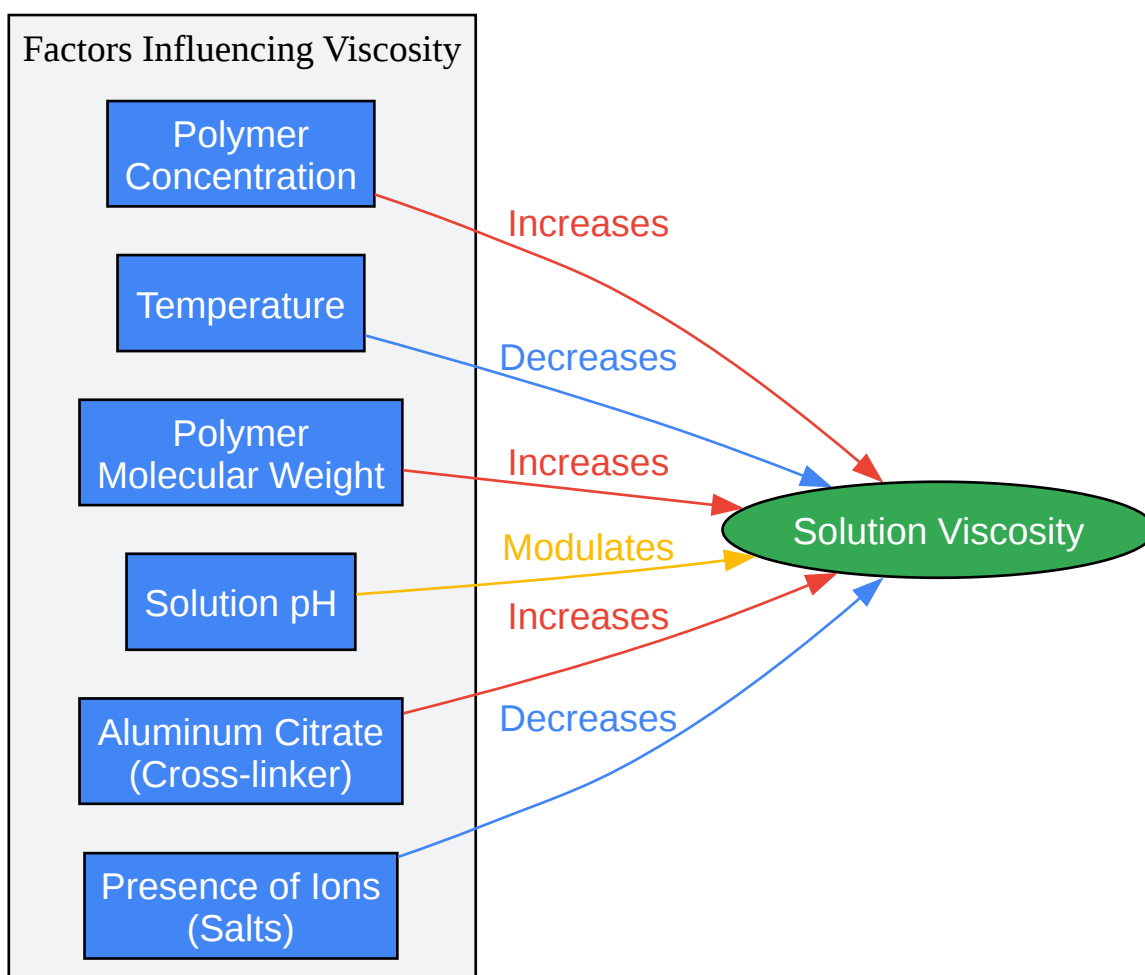 Factors Influencing Viscosity
Polymer
Concentration
Increases
Temperature
Decreases
Polymer
Molecular Weight
Increases
Solution Viscosity
Modulates
Solution pH
Increases
Aluminum Citrate
(Cross-linker)
Decreases
Presence of Ions
(Salts)